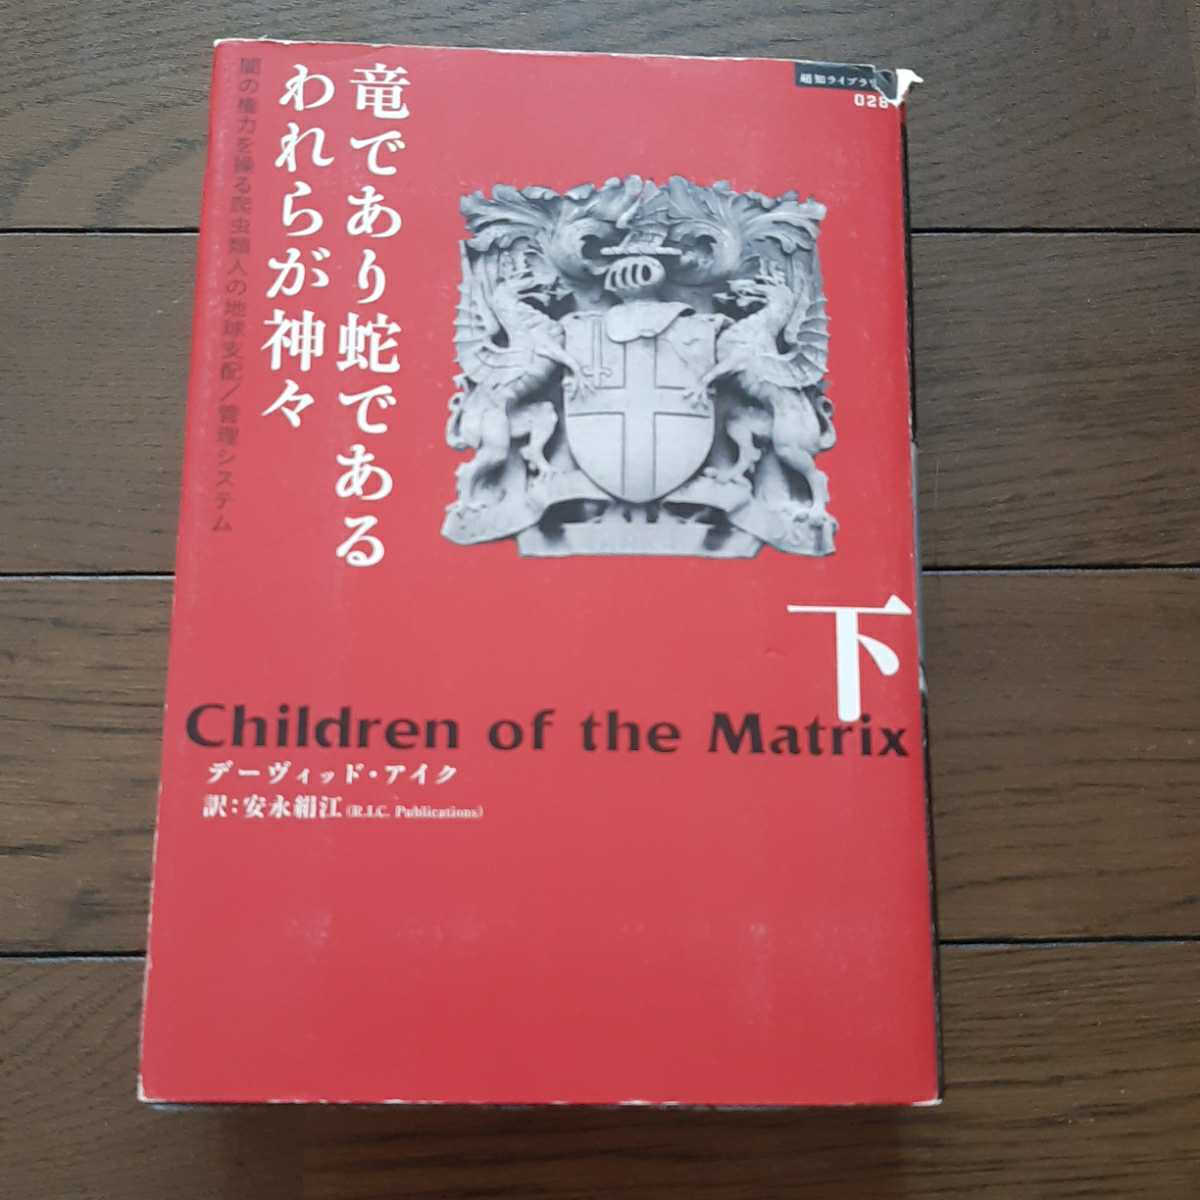 超知ライブラリ
028
竜であり蛇である
われらが神々
闇の権力を操る爬虫類人の地球支配／管理システム
下
Children of the Matrix
デーヴィッド・アイク
訳:安永絹江(R.I.C. Publications)